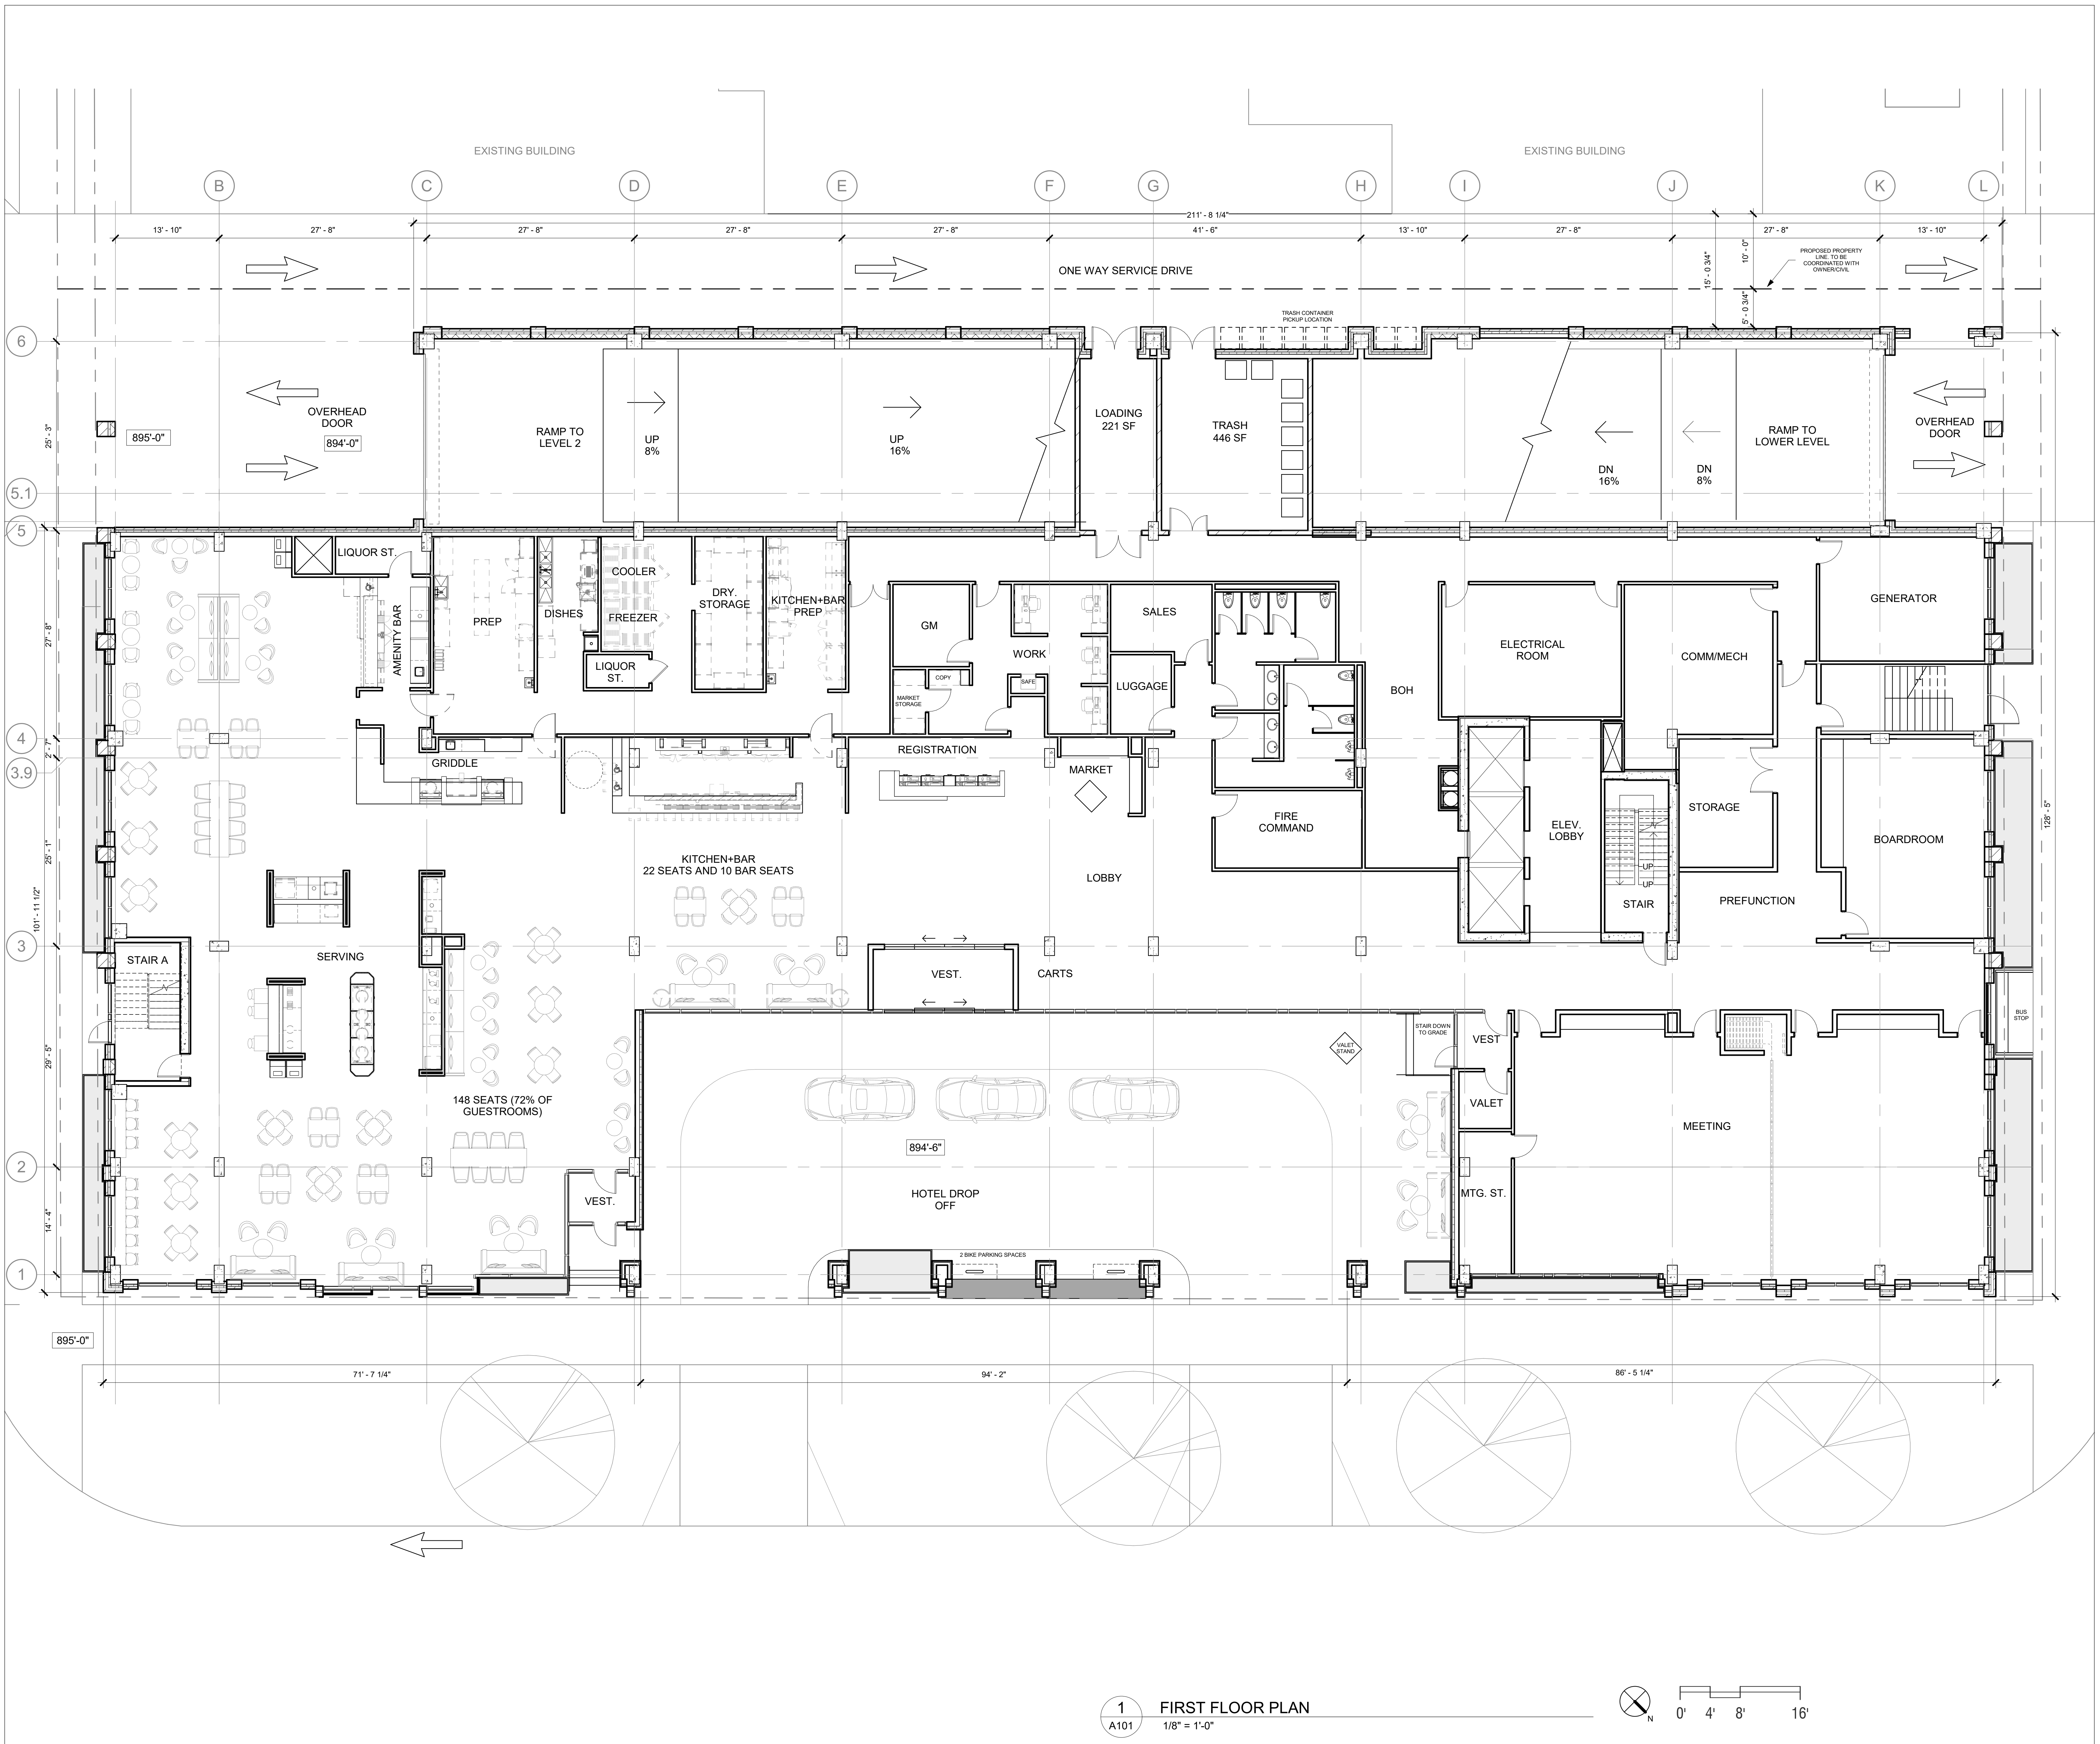 EXISTING BUILDING
EXISTING BUILDING
B
C
D
E
F
G
H
I
J
K
L
211' - 8 1/4"
13' - 10"
27' - 8"
27' - 8"
27' - 8"
27' - 8"
41' - 6"
13' - 10"
27' - 8"
27' - 8"
13' - 10"
15' - 0 3/4"
10' - 0"
5' - 0 3/4"
PROPOSED PROPERTY
LINE. TO BE
COORDINATED WITH
OWNER/CIVIL
ONE WAY SERVICE DRIVE
TRASH CONTAINER
PICKUP LOCATION
6
5.1
5
4
3.9
3
2
1
25' - 3"
27' - 8"
2' - 7"
25' - 1"
101' - 11 1/2"
29' - 5"
14' - 4"
128' - 5"
OVERHEAD
DOOR
895'-0"
894'-0"
RAMP TO
LEVEL 2
UP
8%
UP
16%
LOADING
221 SF
TRASH
446 SF
DN
16%
DN
8%
RAMP TO
LOWER LEVEL
OVERHEAD
DOOR
LIQUOR ST.
AMENITY BAR
PREP
DISHES
COOLER
FREEZER
LIQUOR
ST.
DRY.
STORAGE
KITCHEN+BAR
PREP
GM
WORK
SALES
MARKET
STORAGE
COPY
SAFE
LUGGAGE
BOH
ELECTRICAL
ROOM
COMM/MECH
GENERATOR
GRIDDLE
REGISTRATION
MARKET
FIRE
COMMAND
ELEV.
LOBBY
STORAGE
BOARDROOM
UP
UP
STAIR
PREFUNCTION
KITCHEN+BAR
22 SEATS AND 10 BAR SEATS
LOBBY
STAIR A
SERVING
VEST.
CARTS
BUS
STOP
STAIR DOWN
TO GRADE
VALET
STAND
VEST
VALET
148 SEATS (72% OF
GUESTROOMS)
894'-6"
MEETING
HOTEL DROP
OFF
VEST.
MTG. ST.
2 BIKE PARKING SPACES
895'-0"
71' - 7 1/4"
94' - 2"
86' - 5 1/4"
1
A101
FIRST FLOOR PLAN
1/8" = 1'-0"
N
0'
4'
8'
16'